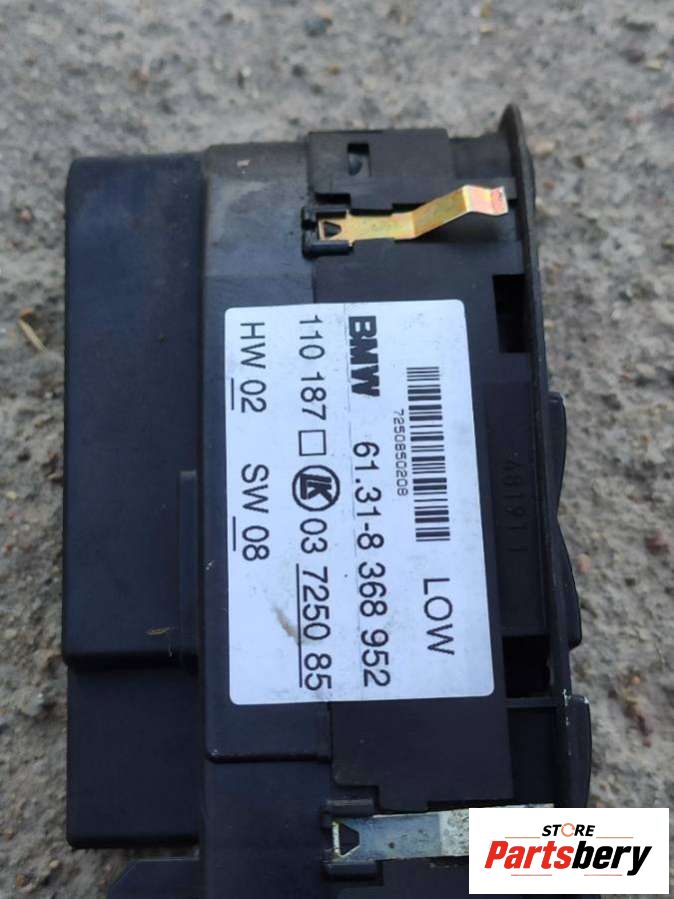 LOW
7250850208
BMW 61.31-8 368 952
110 187 □ LK 03 7250 85
HW 02 SW 08
STORE
Partsbery